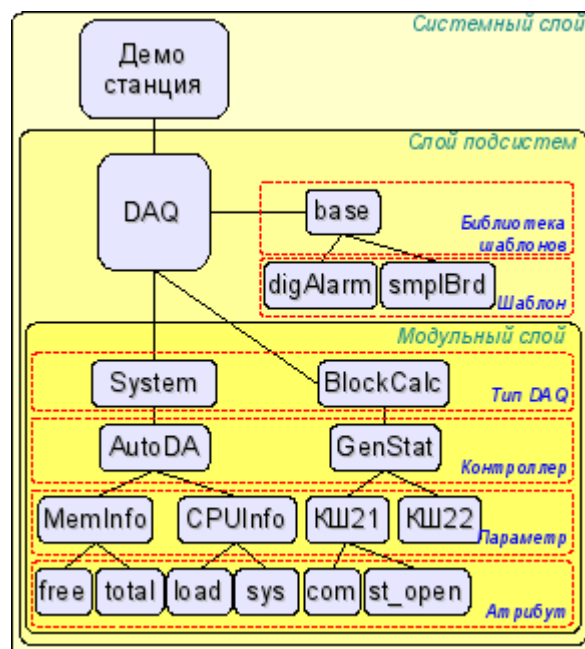 Системный слой
Демо
станция
Слой подсистем
DAQ
base
Библиотека
шаблонов
digAlarm
smplBrd
Шаблон
Модульный слой
System
BlockCalc
Тип DAQ
AutoDA
GenStat
Контроллер
MemInfo
CPUInfo
КШ21
КШ22
Параметр
free
total
load
sys
com
st_open
Атрибут